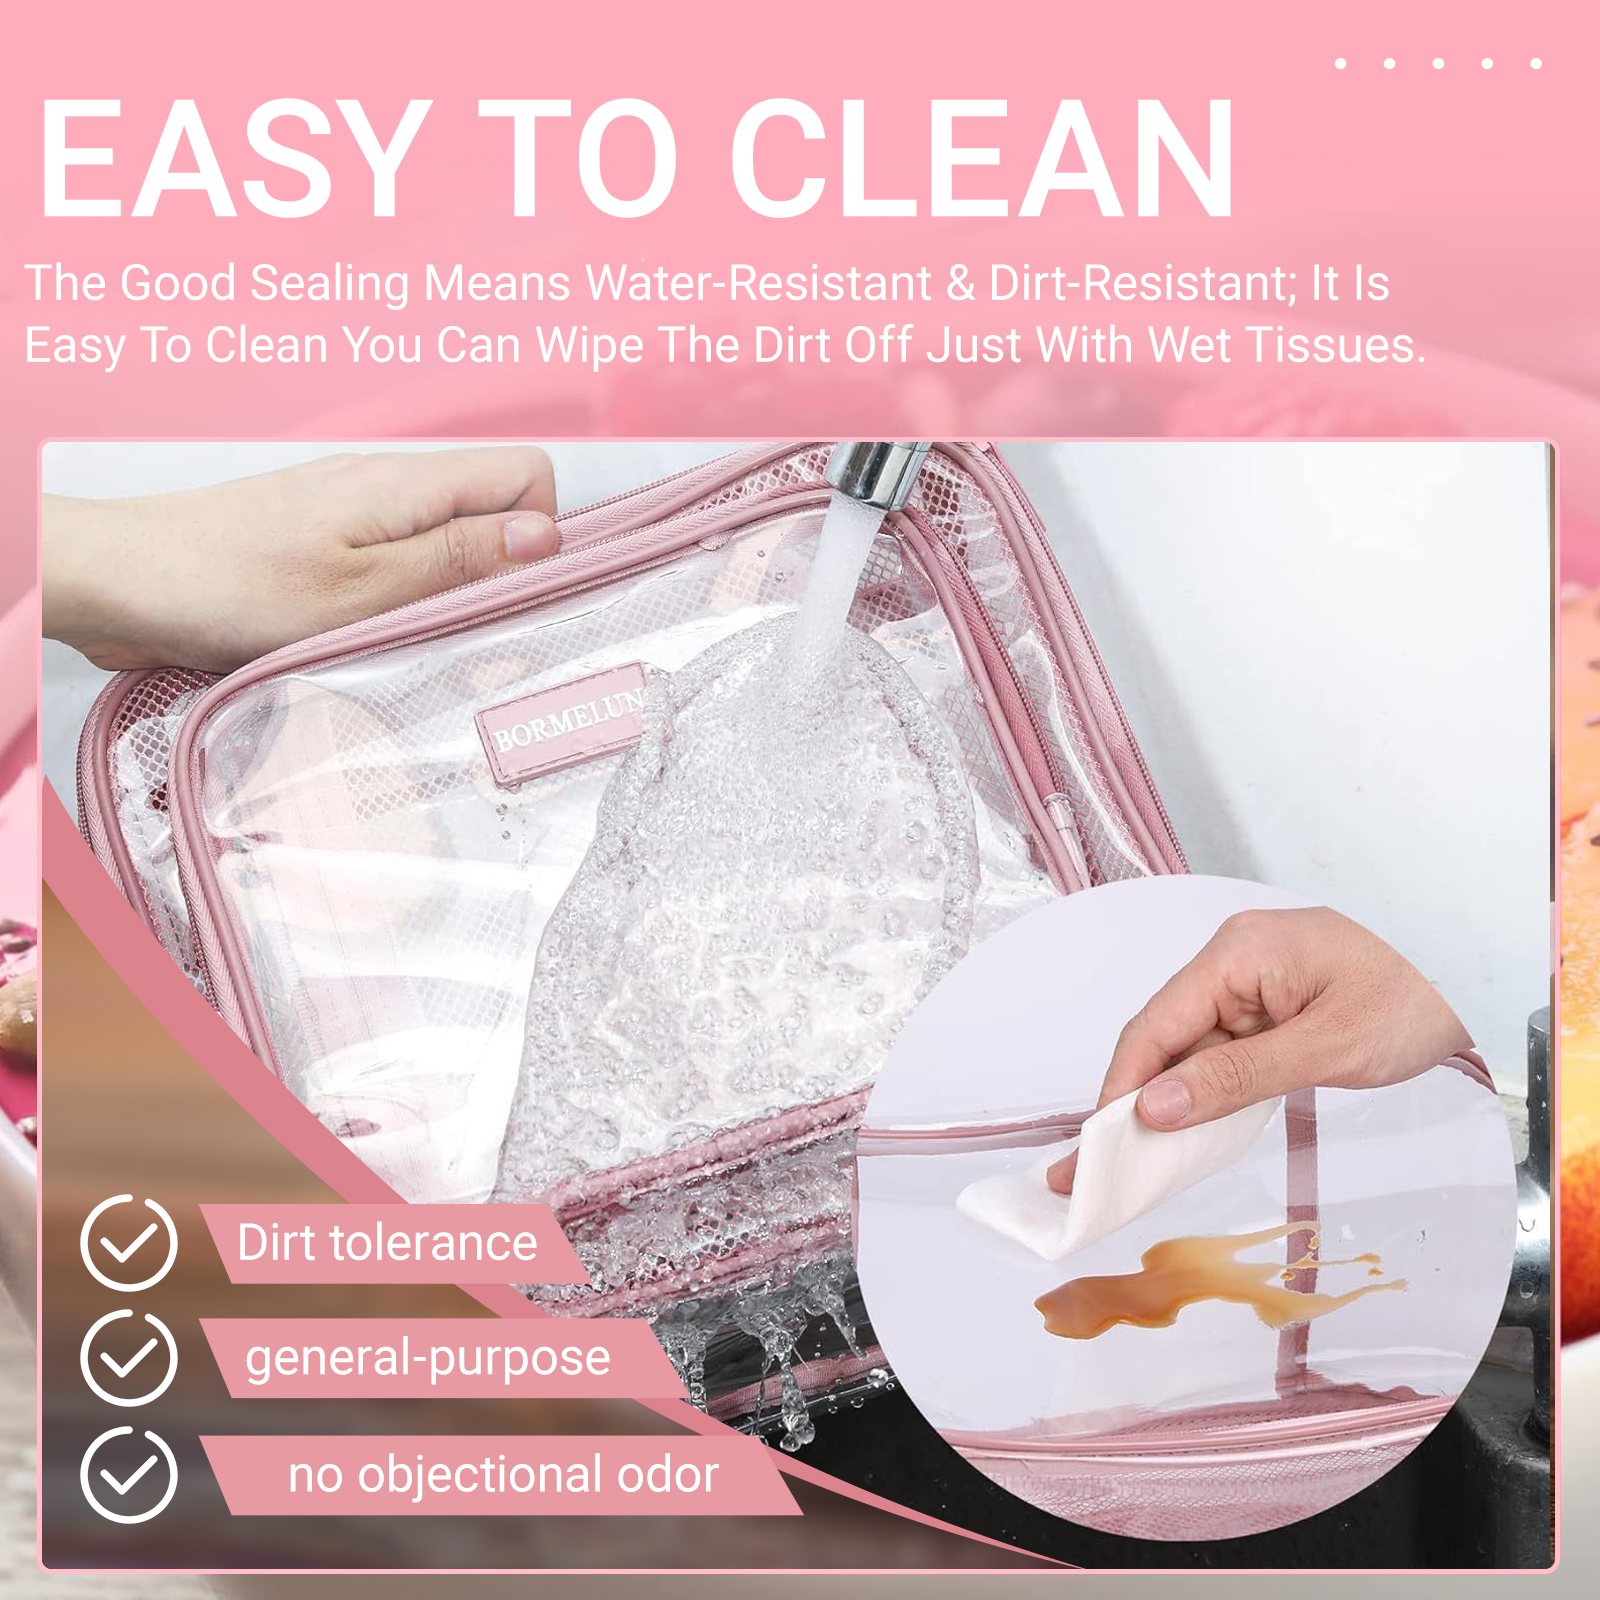 EASY TO CLEAN
The Good Sealing Means Water-Resistant & Dirt-Resistant; It Is
Easy To Clean You Can Wipe The Dirt Off Just With Wet Tissues.
BORMELUN
Dirt tolerance
general-purpose
no objectional odor